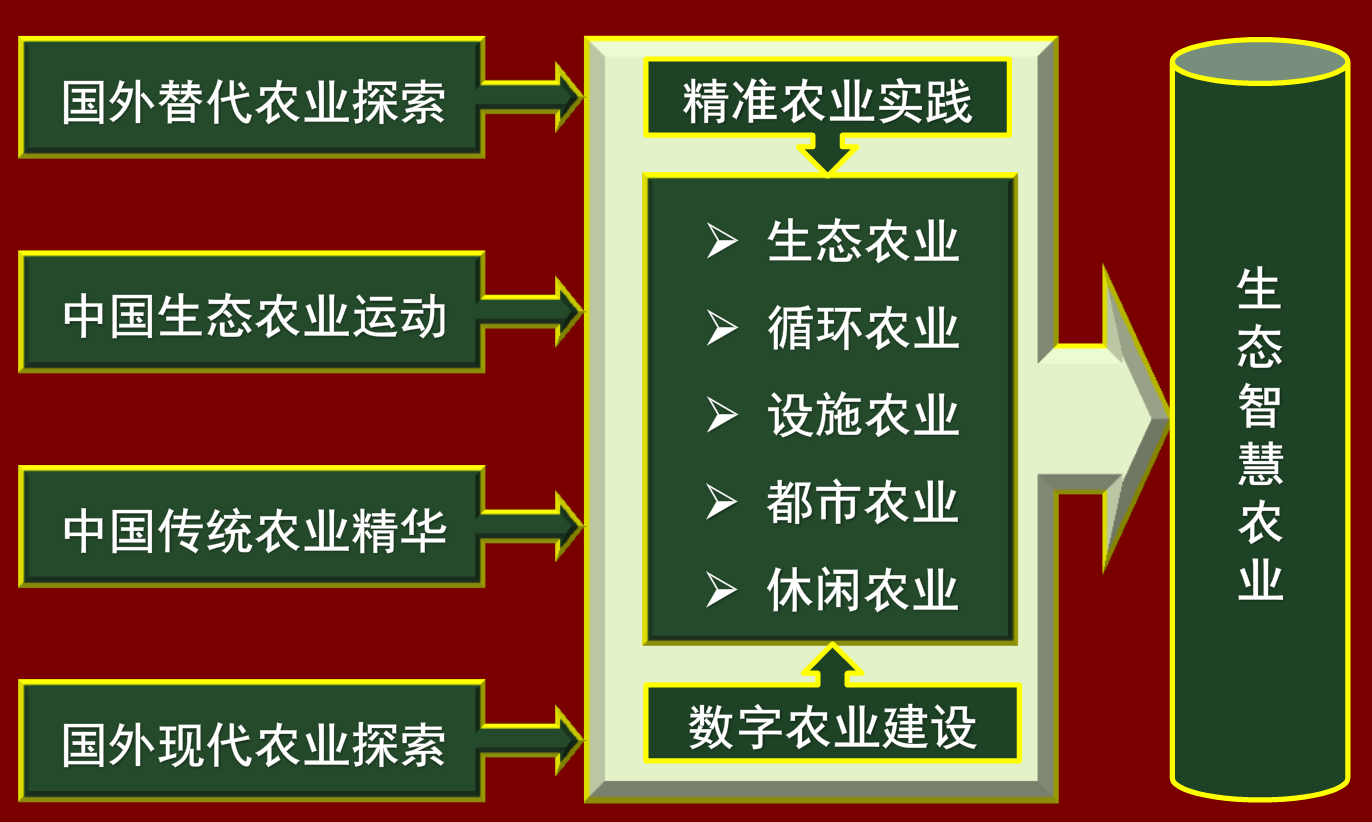 国外替代农业探索
中国生态农业运动
中国传统农业精华
国外现代农业探索
精准农业实践
生态农业
循环农业
设施农业
都市农业
休闲农业
数字农业建设
生态智慧农业